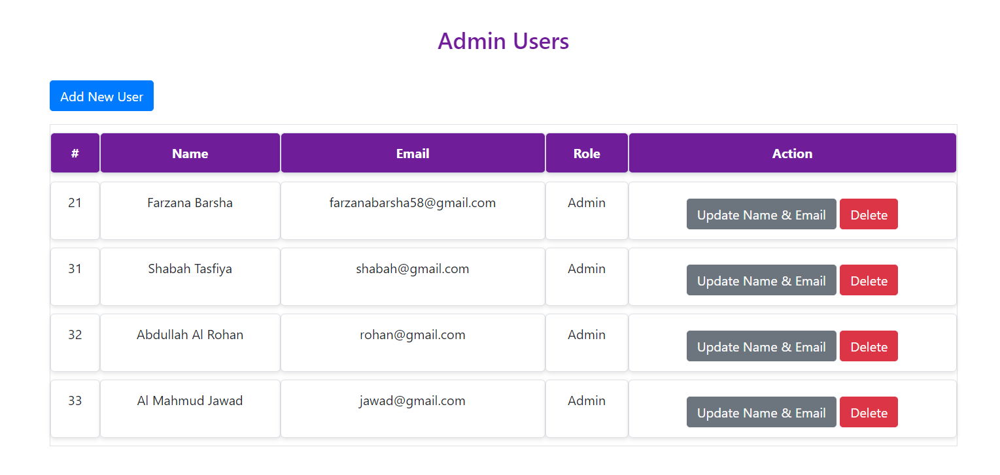 Admin Users
Add New User
# Name Email Role Action
21 Farzana Barsha farzanabarsha58@gmail.com Admin Update Name & Email Delete
31 Shabah Tasfiya shabah@gmail.com Admin Update Name & Email Delete
32 Abdullah Al Rohan rohan@gmail.com Admin Update Name & Email Delete
33 Al Mahmud Jawad jawad@gmail.com Admin Update Name & Email Delete